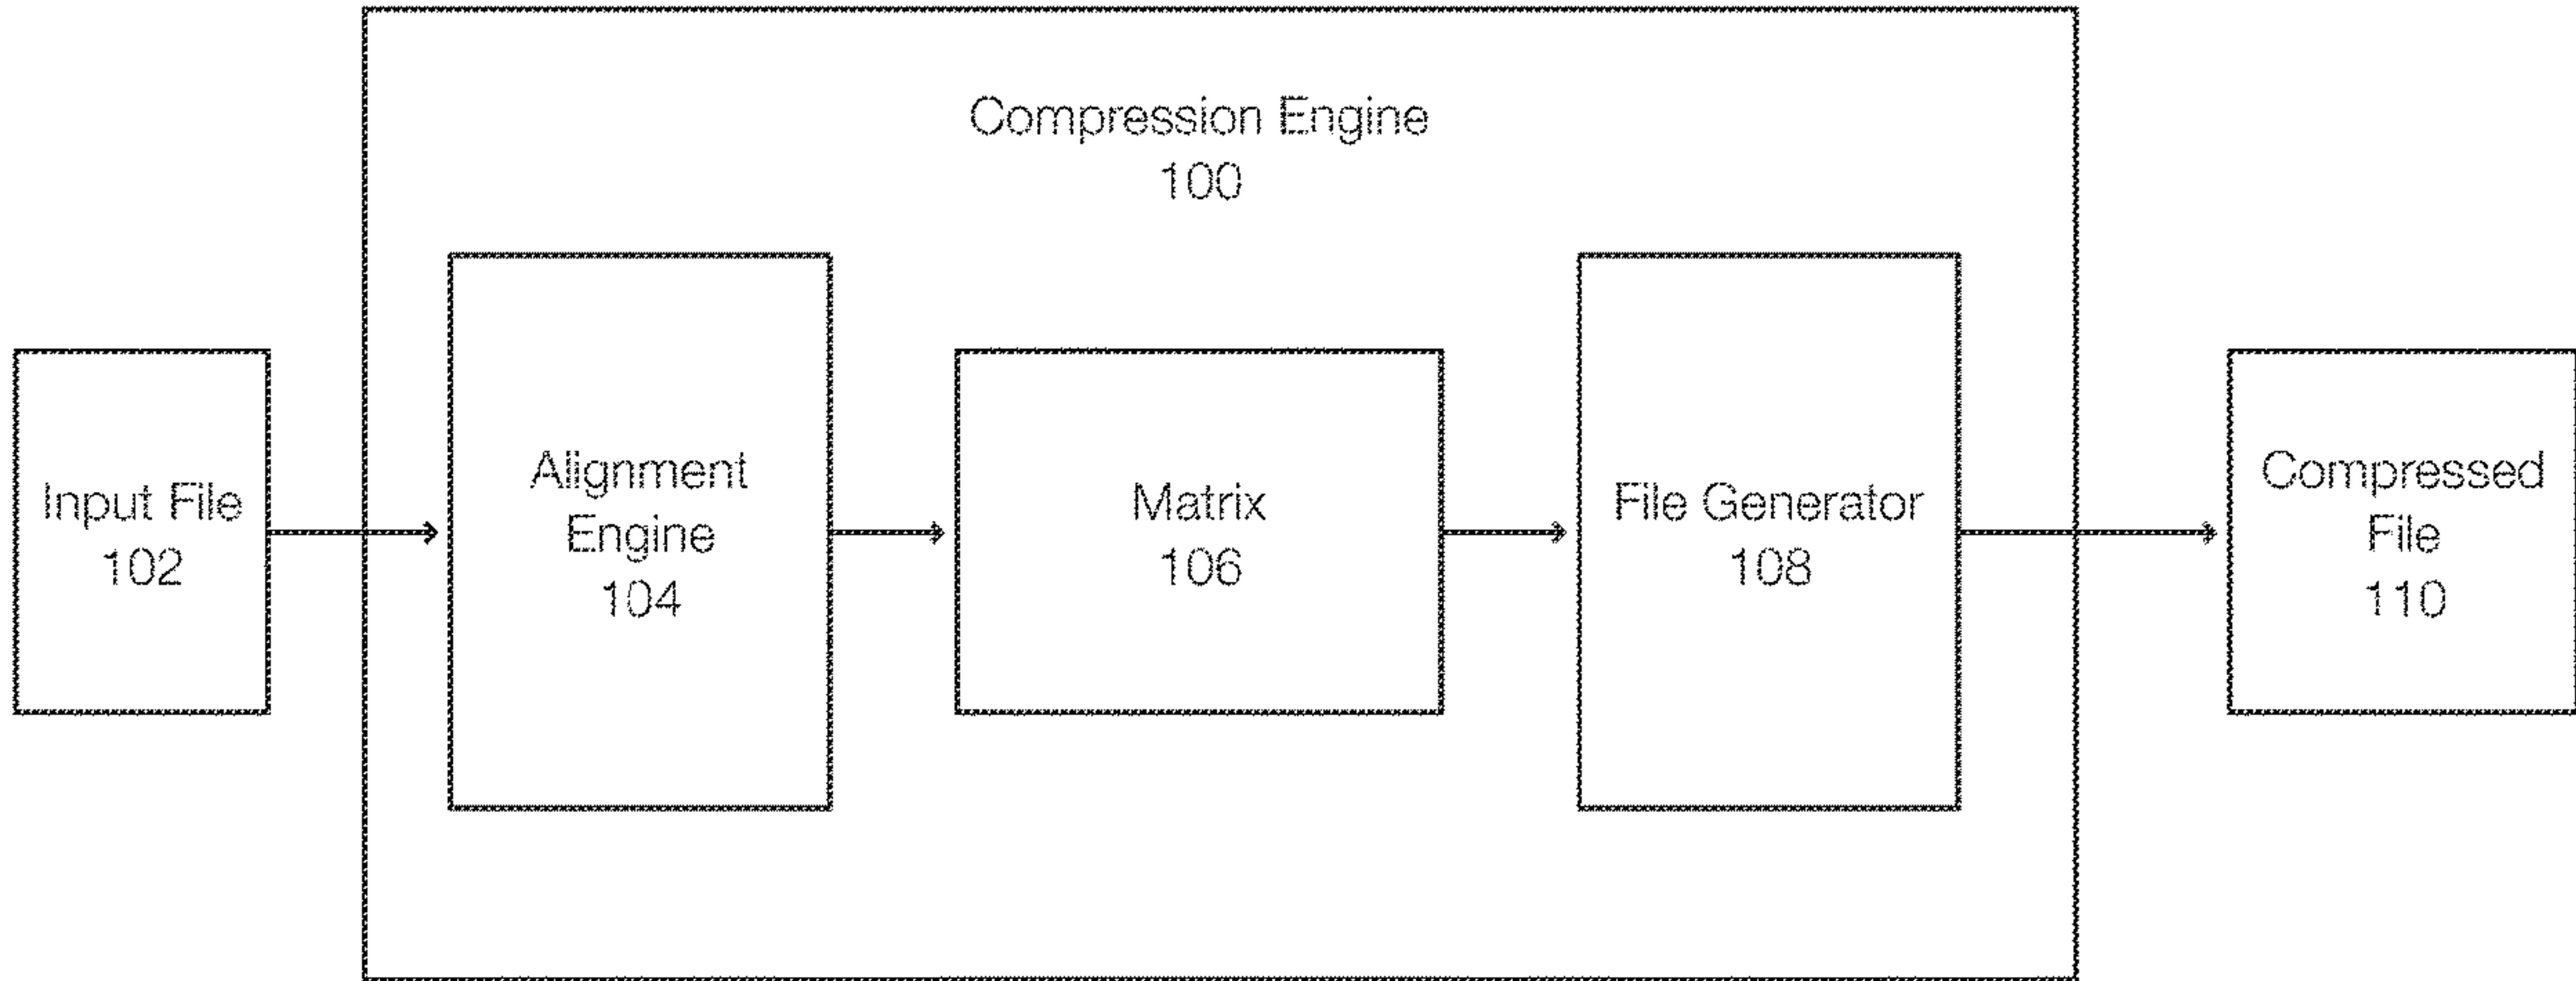 Compression Engine
100
Input File
102
Alignment
Engine
104
Matrix
106
File Generator
108
Compressed
File
110